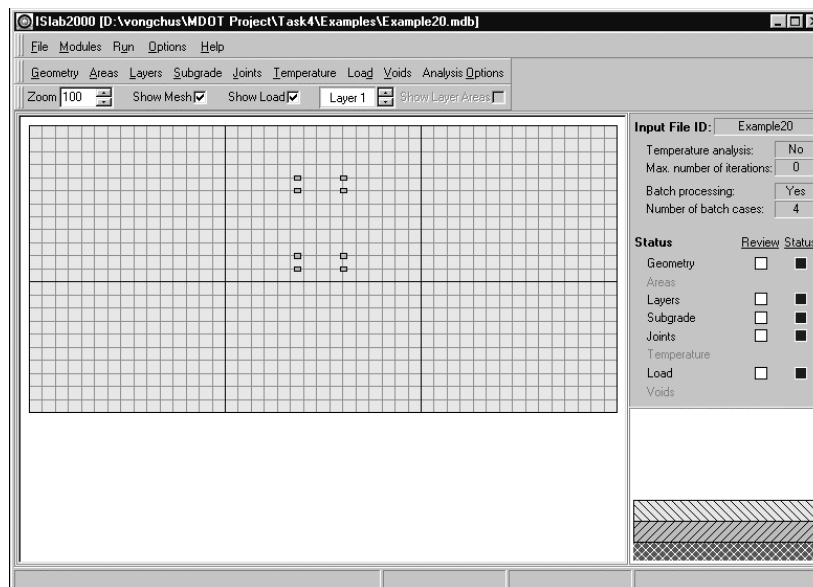 ISlab2000 [D:\vongchus\MDOT Project\Task4\Examples\Example20.mdb]
File Modules Run Options Help
Geometry Areas Layers Subgrade Joints Temperature Load Voids Analysis Options
Zoom 100 Show Mesh Show Load Layer 1 Show Layer Areas
Input File ID: Example20
Temperature analysis: No
Max. number of iterations: 0
Batch processing: Yes
Number of batch cases: 4
Status Review Status
Geometry
Areas
Layers
Subgrade
Joints
Temperature
Load
Voids